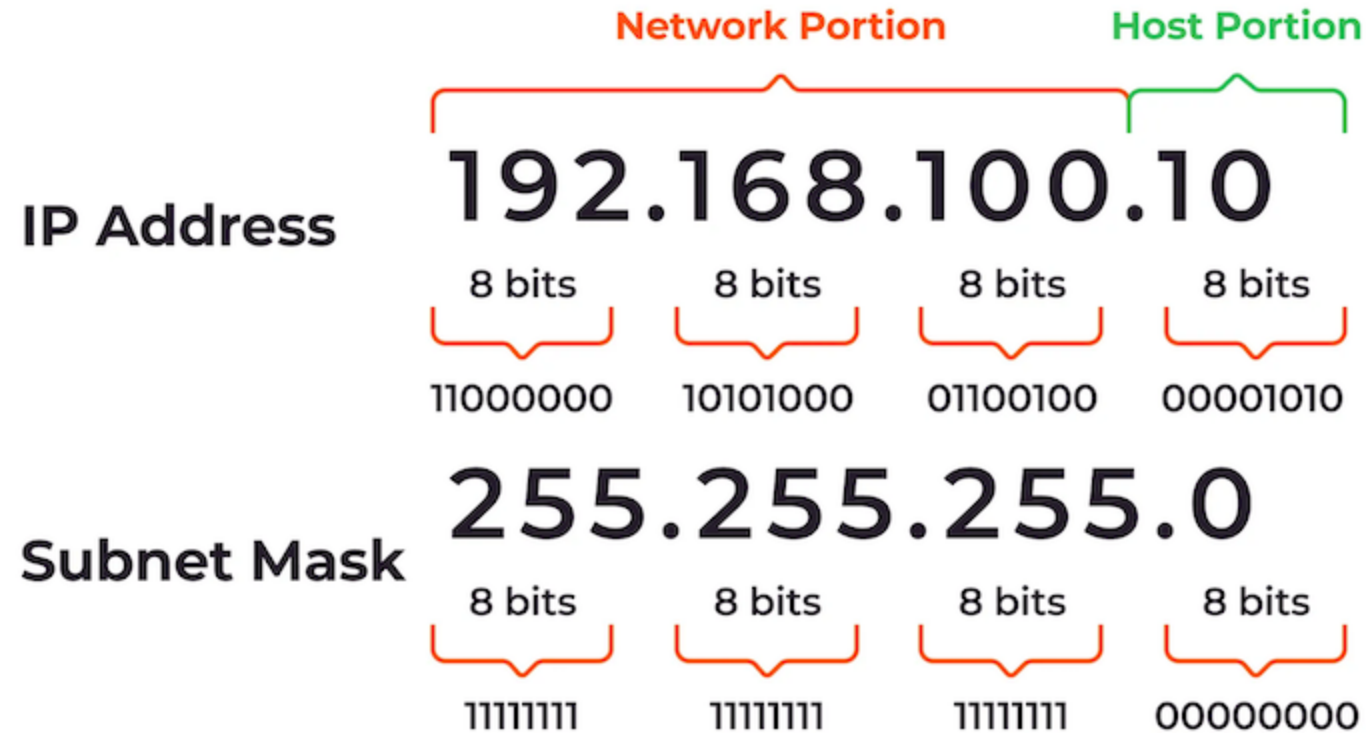 Network Portion Host Portion
IP Address 192.168.100.10
8 bits 8 bits 8 bits 8 bits
11000000 10101000 01100100 00001010
Subnet Mask 255.255.255.0
8 bits 8 bits 8 bits 8 bits
11111111 11111111 11111111 00000000